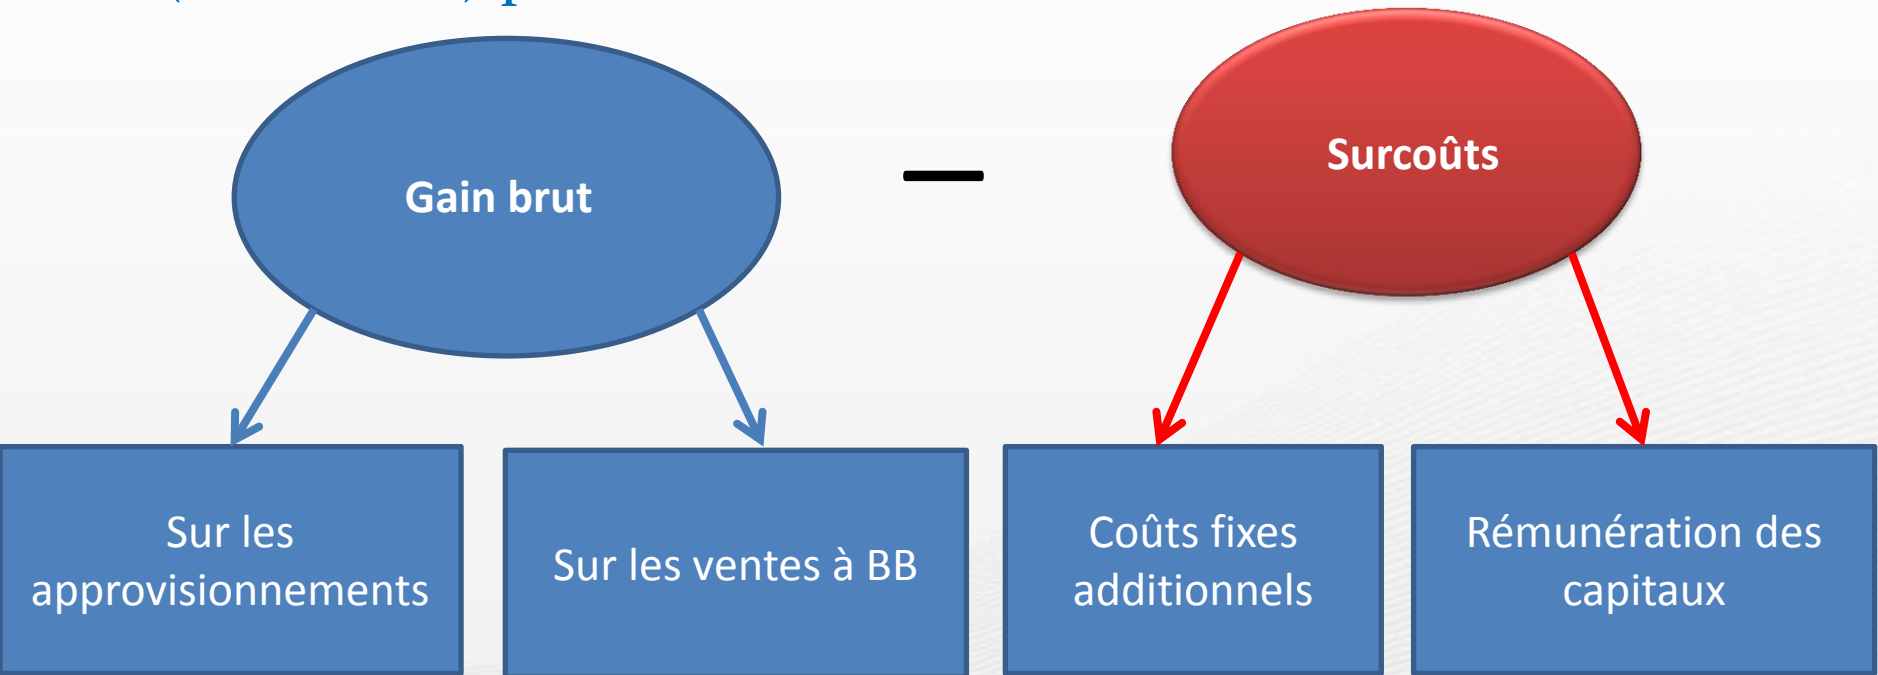 Gain brut
—
Surcoûts
Sur les
approvisionnements
Sur les ventes à BB
Coûts fixes
additionnels
Rémunération des
capitaux